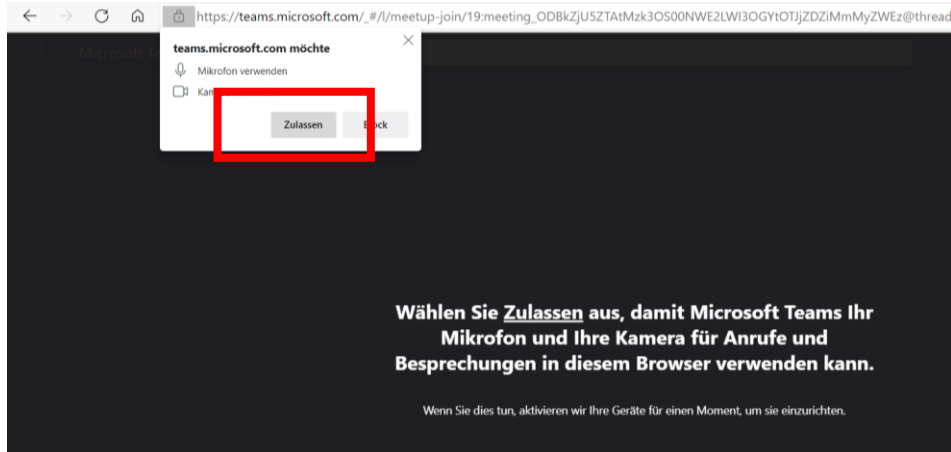 https://teams.microsoft.com/_#/l/meetup-join/19:meeting_ODBkZjU5ZTAtMzk3OS00NWE2LWI3OGYtOTJjZDZiMmMyZWEz@thread
Microsoft T
teams.microsoft.com möchte
Mikrofon verwenden
Zulassen
Wählen Sie Zulassen aus, damit Microsoft Teams Ihr
Mikrofon und Ihre Kamera für Anrufe und
Besprechungen in diesem Browser verwenden kann.
Wenn Sie dies tun, aktivieren wir Ihre Geräte für einen Moment, um sie einzurichten.